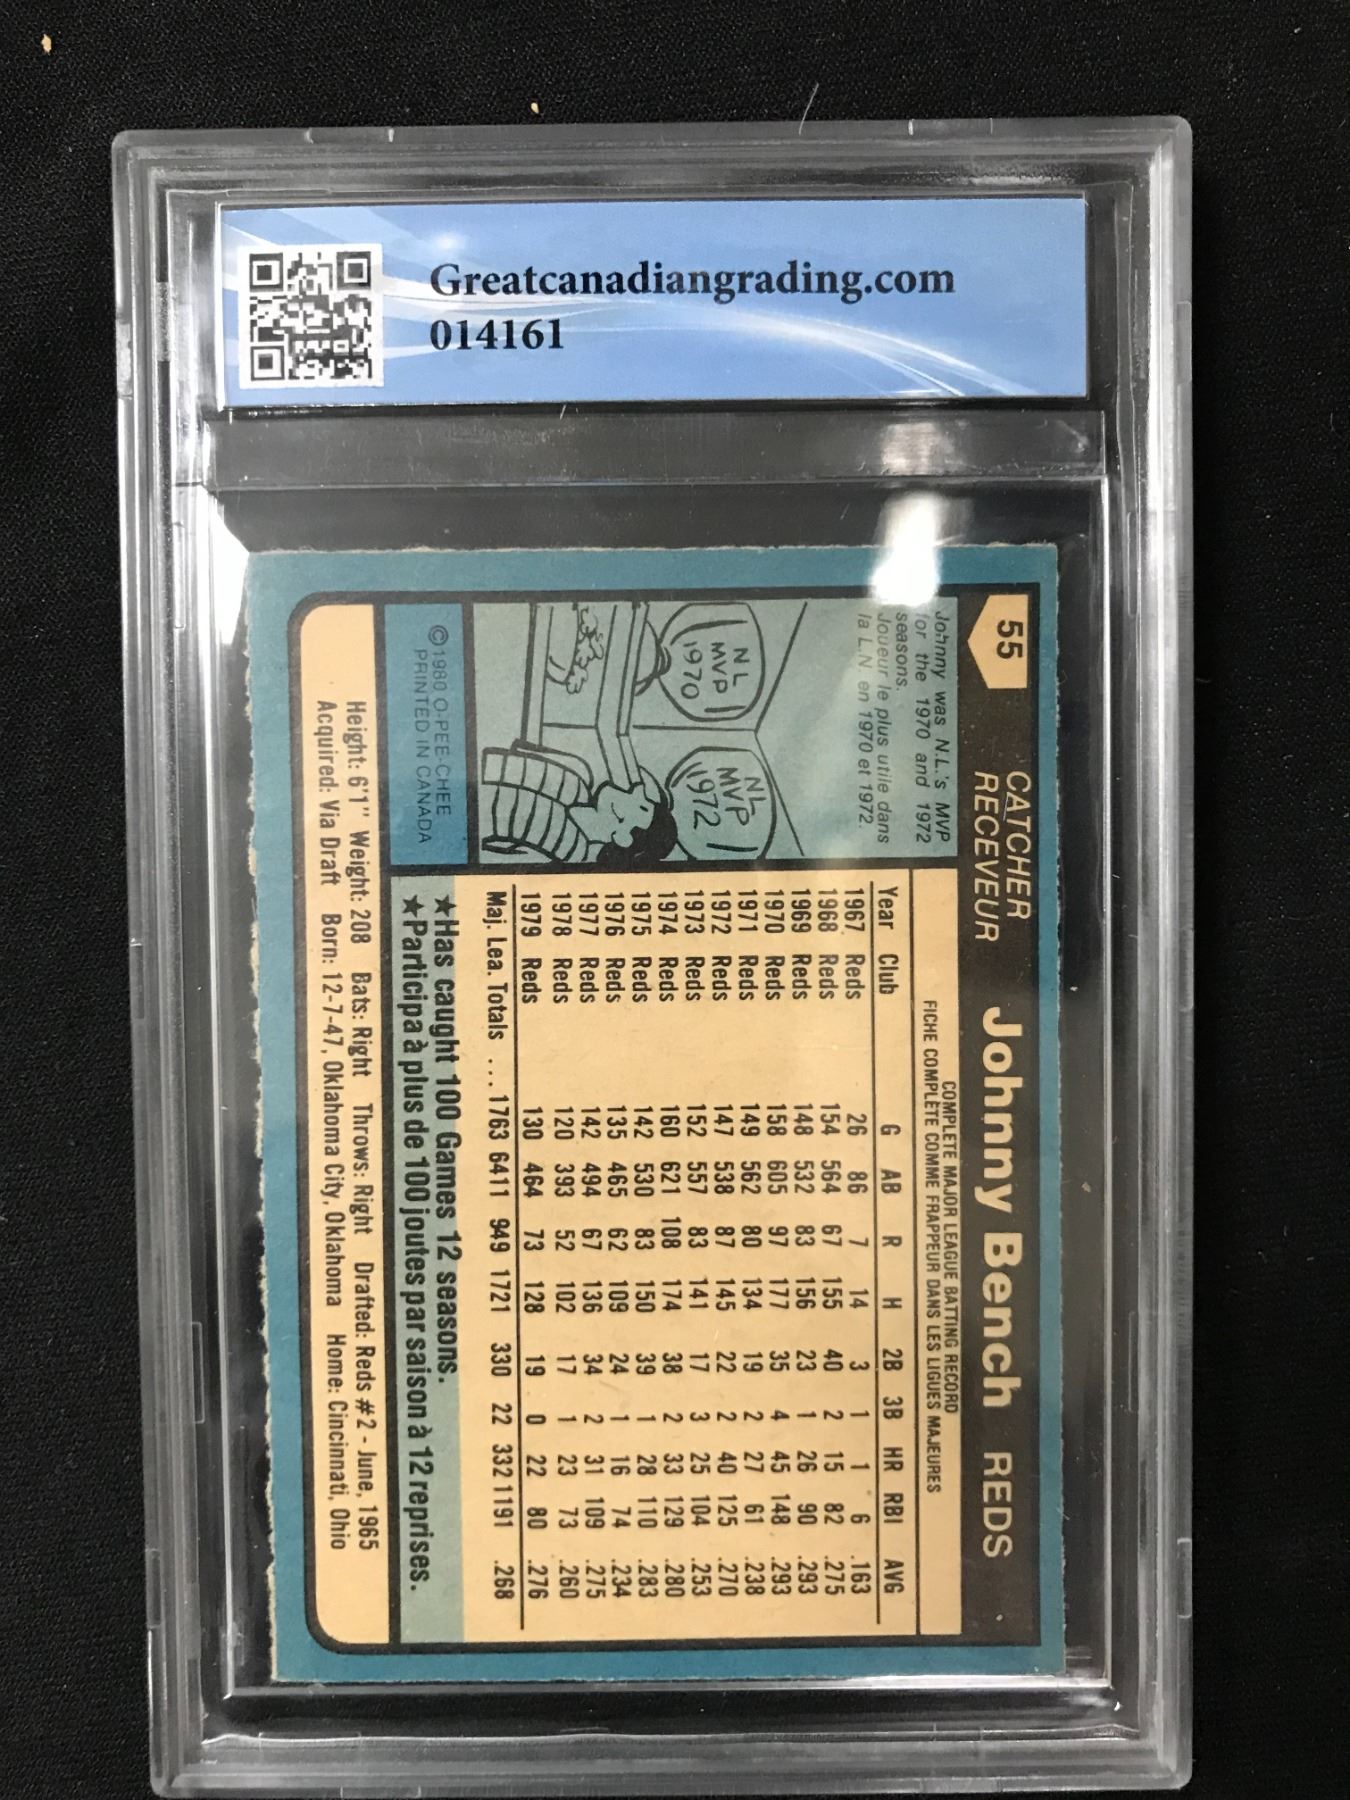 Greatcanadiangrading.com
014161
55
CATCHER
RECEVEUR
Johnny Bench REDS
Johnny was N.L.'s MVP
for the 1970 and 1972
seasons.
Joueur le plus utile dans
la L.N en 1970 et 1972.
NL
MVP
1970
NL
MVP
1972
©1980 O-PEE-CHEE
PRINTED IN CANADA
COMPLETE MAJOR LEAGUE BATTING RECORD
FICHE COMPLÈTE COMME FRAPPEUR DANS LES LIGUES MAJEURES
Year Club G AB R H 2B 3B HR RBI AVG
1967 Reds 26 86 7 14 3 1 1 6 .163
1968 Reds 154 564 67 155 40 2 15 82 .275
1969 Reds 148 532 83 156 23 1 26 90 .293
1970 Reds 158 605 97 177 35 4 45 148 .293
1971 Reds 149 562 80 134 19 2 27 61 .238
1972 Reds 147 538 87 145 22 2 40 125 .270
1973 Reds 152 557 83 141 17 3 25 104 .253
1974 Reds 160 621 108 174 38 2 33 129 .280
1975 Reds 142 530 83 150 39 1 28 110 .283
1976 Reds 135 465 62 109 24 1 16 74 .234
1977 Reds 142 494 67 136 34 2 31 109 .275
1978 Reds 120 393 52 102 17 1 23 73 .260
1979 Reds 130 464 73 128 19 0 22 80 .276
Maj. Lea. Totals ...1763 6411 949 1721 330 22 332 1191 .268
★Has caught 100 Games 12 seasons.
★Participa à plus de 100 joutes par saison à 12 reprises.
Height: 6'1" Weight: 208 Bats: Right Throws: Right Drafted: Reds #2 - June, 1965
Acquired: Via Draft Born: 12-7-47, Oklahoma City, Oklahoma Home: Cincinnati, Ohio